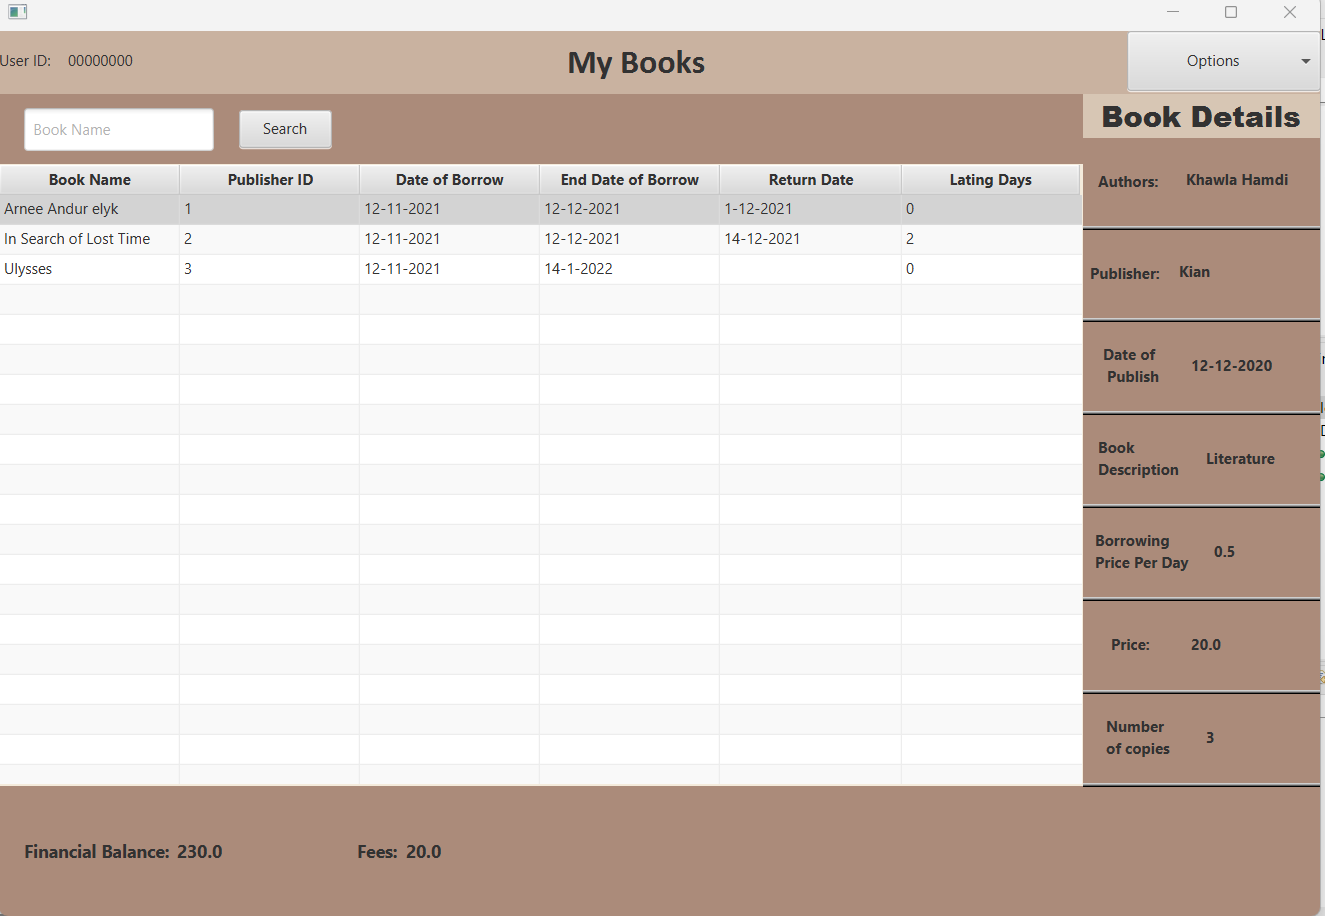 User ID: 00000000
My Books
Options
Book Name
Search
Book Name Publisher ID Date of Borrow End Date of Borrow Return Date Lating Days
Arnee Andur elyk 1 12-11-2021 12-12-2021 1-12-2021 0
In Search of Lost Time 2 12-11-2021 12-12-2021 14-12-2021 2
Ulysses 3 12-11-2021 14-1-2022 0
Book Details
Authors: Khawla Hamdi
Publisher: Kian
Date of
Publish
12-12-2020
Book
Description
Literature
Borrowing
Price Per Day
0.5
Price: 20.0
Number
of copies
3
Financial Balance: 230.0 Fees: 20.0